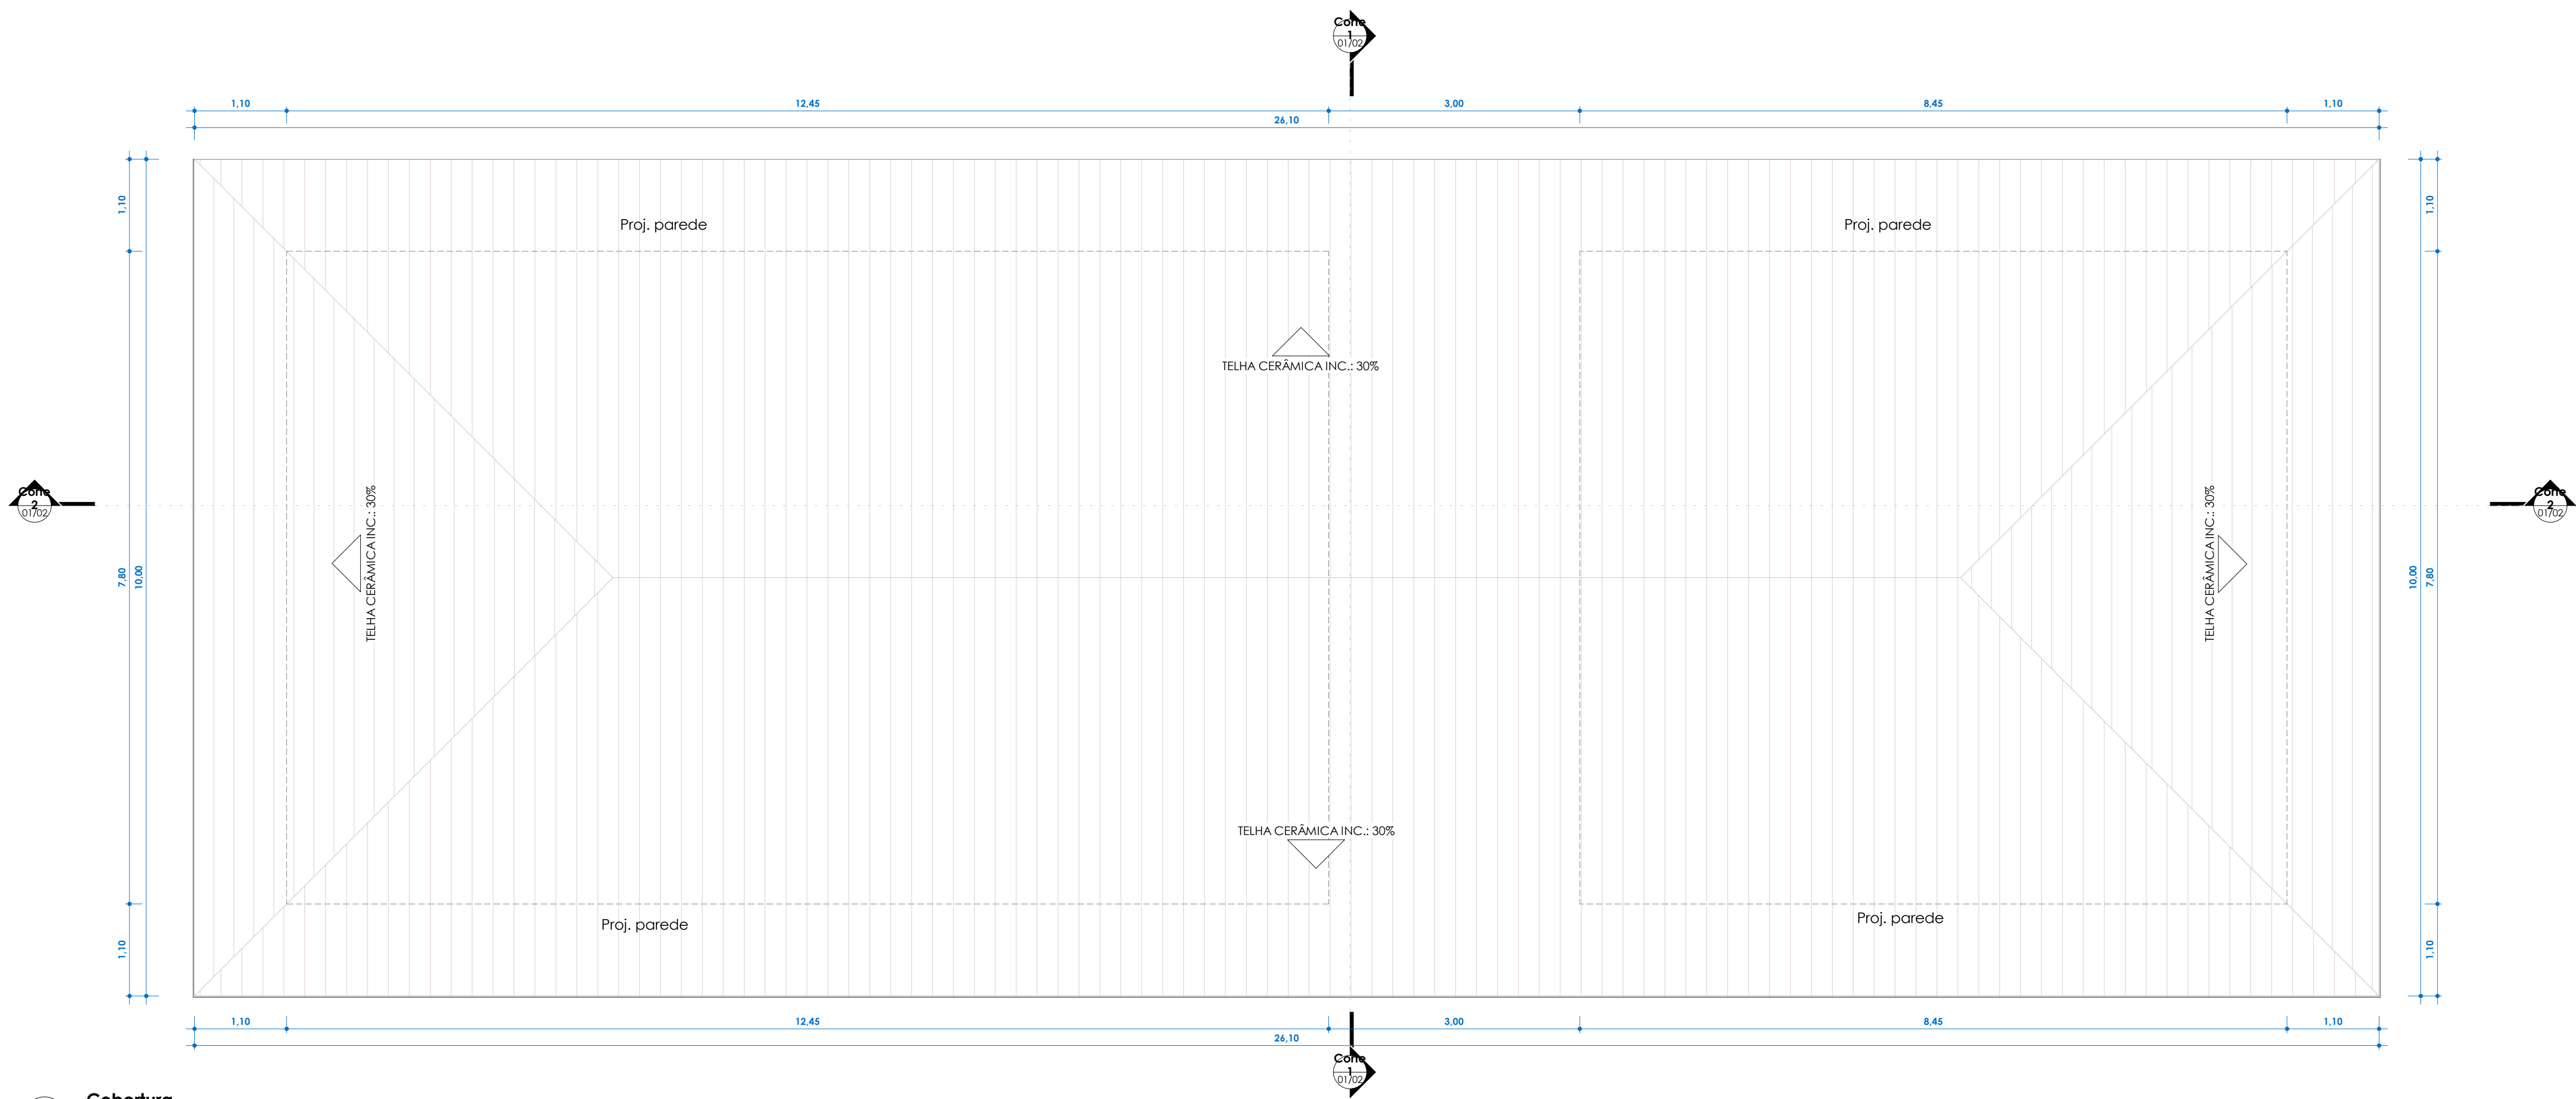 Corte
1
01/02
1,10
12,45
3,00
8,45
1,10
26,10
1,10
1,10
Proj. parede
Proj. parede
TELHA CERÂMICA INC.: 30%
Corte
2
01/02
TELHA CERÂMICA INC.: 30%
TELHA CERÂMICA INC.: 30%
Corte
2
01/02
7,80
10,00
10,00
7,80
TELHA CERÂMICA INC.: 30%
Proj. parede
Proj. parede
1,10
1,10
1,10
12,45
3,00
8,45
1,10
26,10
Corte
1
01/02
Cobertura